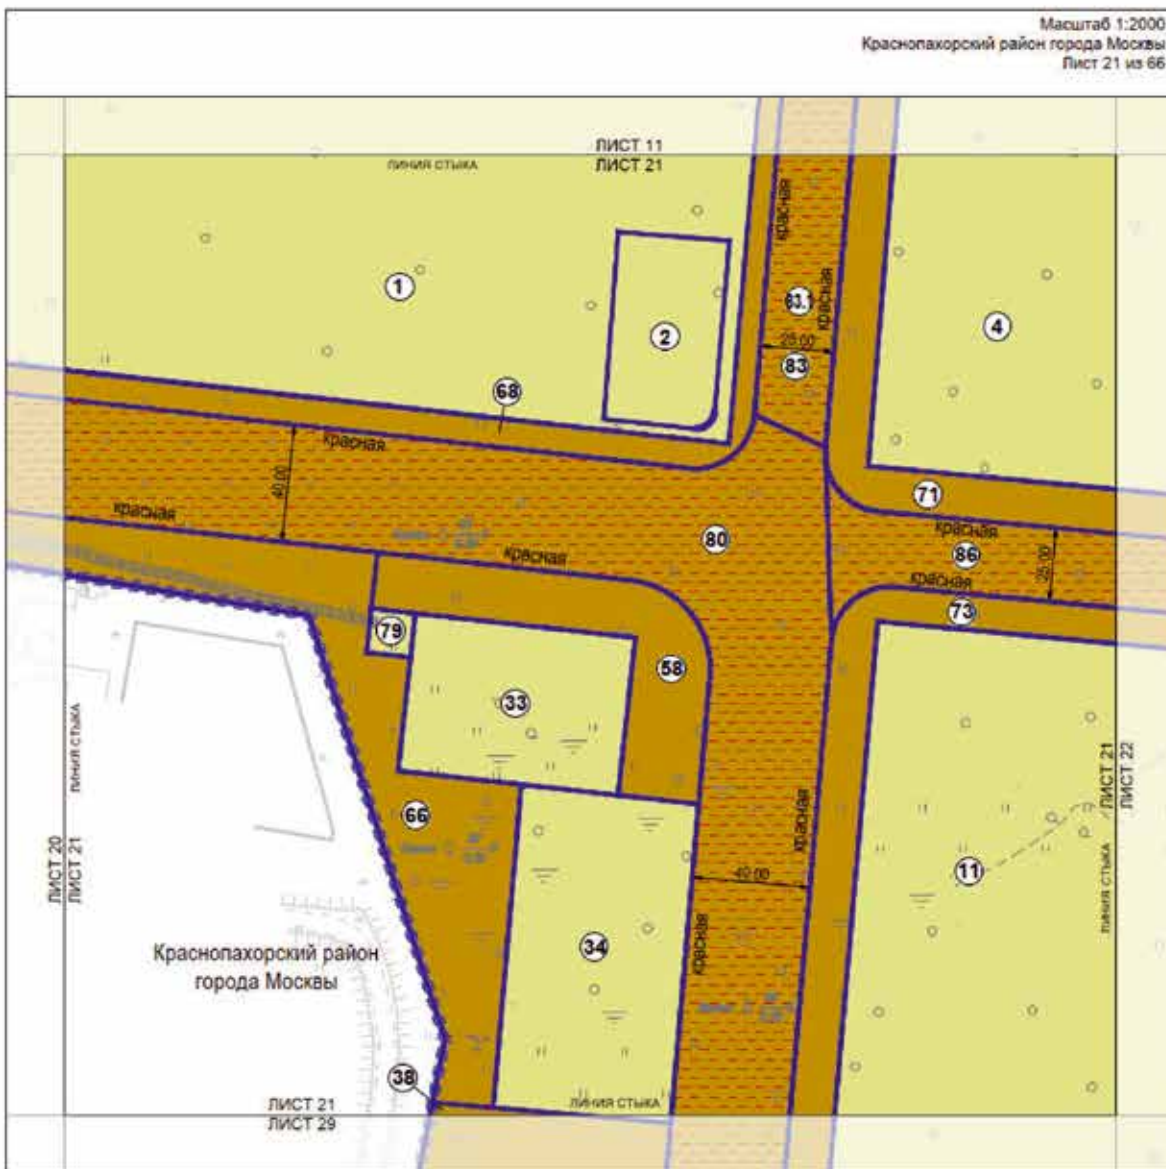 Масштаб 1:2000
Краснопахорский район города Москвы
Лист 21 из 66
ЛИСТ 11
ЛИНИЯ СТЫКА
ЛИСТ 21
красная
красная
1
63.1
2
4
25.00
83
68
красная
40.00
71
красная
красная
80
86
25.00
красная
красная
73
79
58
33
ЛИНИЯ СТЫКА
ЛИСТ 21
ЛИСТ 22
66
красная
11
ЛИСТ 20
ЛИСТ 21
40.00
ЛИНИЯ СТЫКА
красная
34
Краснопахорский район
города Москвы
38
ЛИСТ 21
ЛИНИЯ СТЫКА
ЛИСТ 29